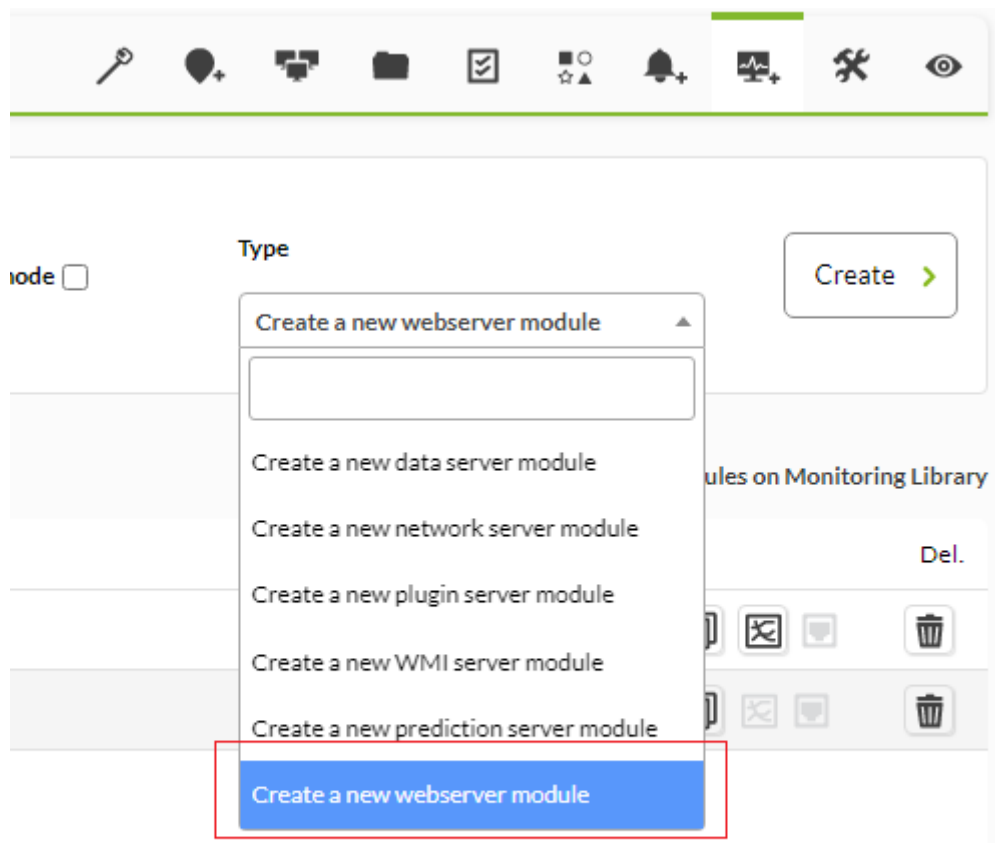 Type
Create
Create a new webserver module
Create a new data server module
on Monitoring Library
Create a new network server module
Del.
Create a new plugin server module
Create a new WMI server module
Create a new prediction server module
Create a new webserver module